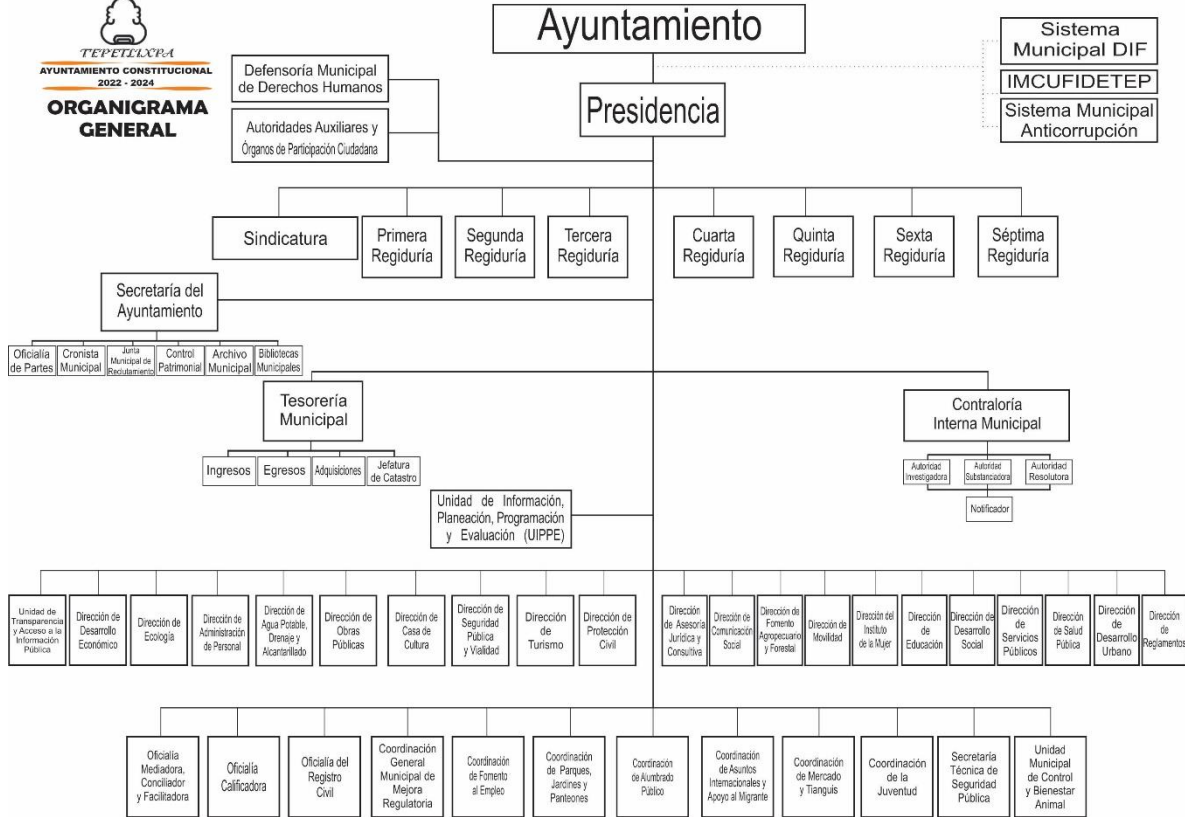 TEPETLIXPA
AYUNTAMIENTO CONSTITUCIONAL
2022 - 2024
ORGANIGRAMA
GENERAL
Ayuntamiento
Sistema
Municipal DIF
IMCUFIDETEP
Sistema Municipal
Anticorrupción
Defensoría Municipal
de Derechos Humanos
Presidencia
Autoridades Auxiliares y
Órganos de Participación Ciudadana
Sindicatura
Primera
Regiduría
Segunda
Regiduría
Tercera
Regiduría
Cuarta
Regiduría
Quinta
Regiduría
Sexta
Regiduría
Séptima
Regiduría
Secretaría del
Ayuntamiento
Oficialía
de Partes
Cronista
Municipal
Junta
Municipal de
Reclutamiento
Control
Patrimonial
Archivo
Municipal
Bibliotecas
Municipales
Tesorería
Municipal
Contraloría
Interna Municipal
Ingresos
Egresos
Adquisiciones
Jefatura
de Catastro
Autoridad
Investigadora
Autoridad
Substanciadora
Autoridad
Resolutora
Notificador
Unidad de Información,
Planeación, Programación
y Evaluación (UIPPE)
Unidad de
Transparencia
y Acceso a la
Información
Pública
Dirección de
Desarrollo
Económico
Dirección de
Ecología
Dirección de
Administración
de Personal
Dirección de
Agua Potable,
Drenaje y
Alcantarillado
Dirección de
Obras
Públicas
Dirección de
Casa de
Cultura
Dirección de
Seguridad
Pública
y Vialidad
Dirección
de
Turismo
Dirección de
Protección
Civil
Dirección
de Asesoría
Jurídica y
Consultiva
Dirección de
Comunicación
Social
Dirección de
Fomento
Agropecuario
y Forestal
Dirección de
Movilidad
Dirección del
Instituto
de la Mujer
Dirección de
Educación
Dirección de
Desarrollo
Social
Dirección de
Servicios
Públicos
Dirección
de Salud
Pública
Dirección
de
Desarrollo
Urbano
Dirección
de
Reglamentos
Oficialía
Mediadora,
Conciliador
y Facilitadora
Oficialía
Calificadora
Oficialía del
Registro
Civil
Coordinación
General
Municipal de
Mejora
Regulatoria
Coordinación
de Fomento
al Empleo
Coordinación
de Parques,
Jardines y
Panteones
Coordinación
de Alumbrado
Público
Coordinación
de Asuntos
Internacionales y
Apoyo al Migrante
Coordinación
de Mercado
y Tianguis
Coordinación
de la
Juventud
Secretaría
Técnica de
Seguridad
Pública
Unidad
Municipal
de Control
y Bienestar
Animal